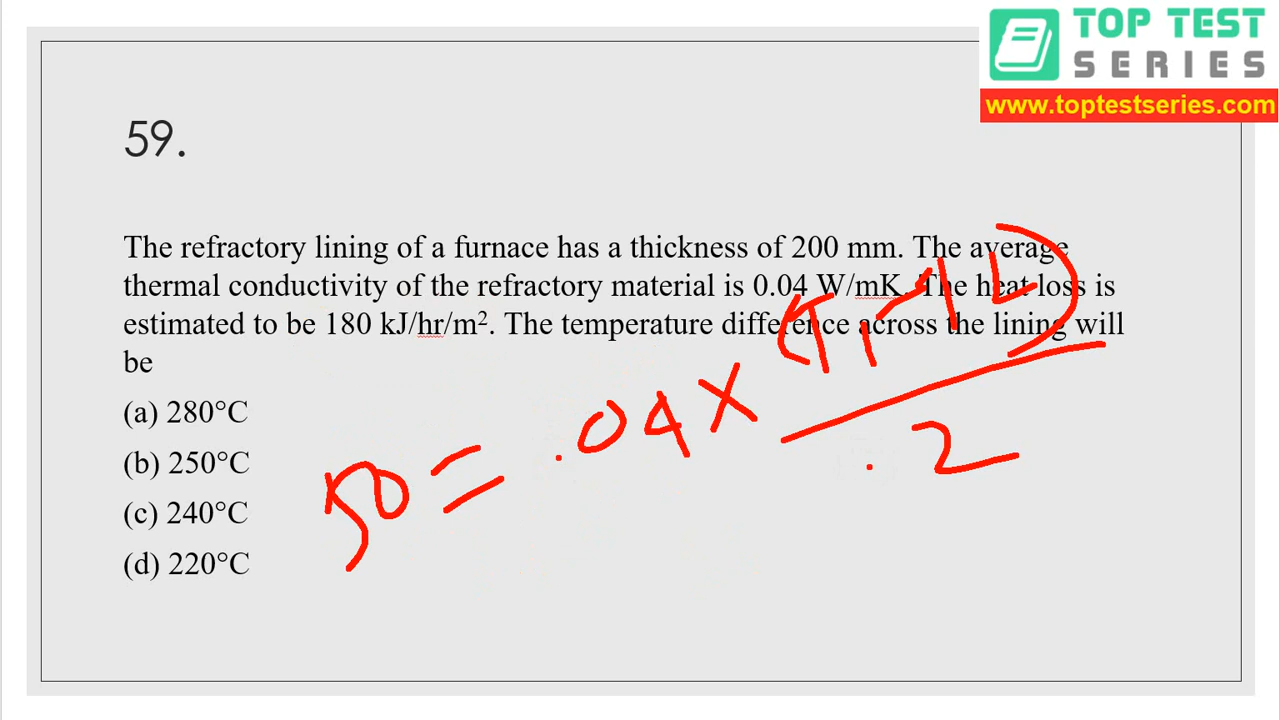 TOP TEST
SERIES
www.toptestseries.com
59.
The refractory lining of a furnace has a thickness of 200 mm. The average
thermal conductivity of the refractory material is 0.04 W/mK. The heat loss is
estimated to be 180 kJ/hr/m². The temperature difference across the lining will
be
(a) 280°C
(b) 250°C
(c) 240°C
(d) 220°C
50 = .04 ×
.2